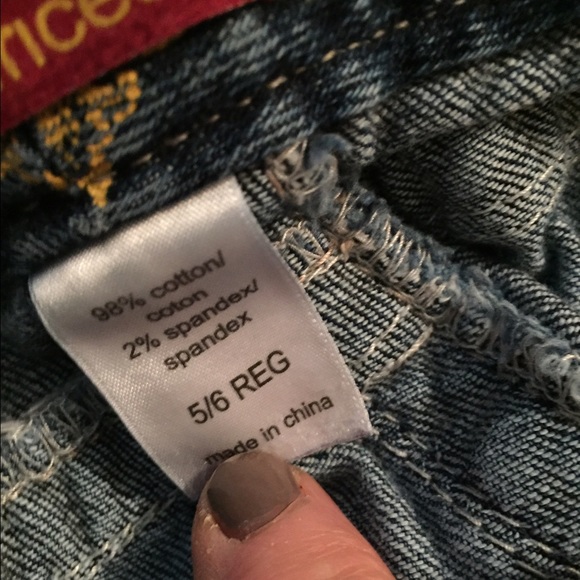 98% cotton/
coton
2% spandex/
spandex
5/6 REG
made in china